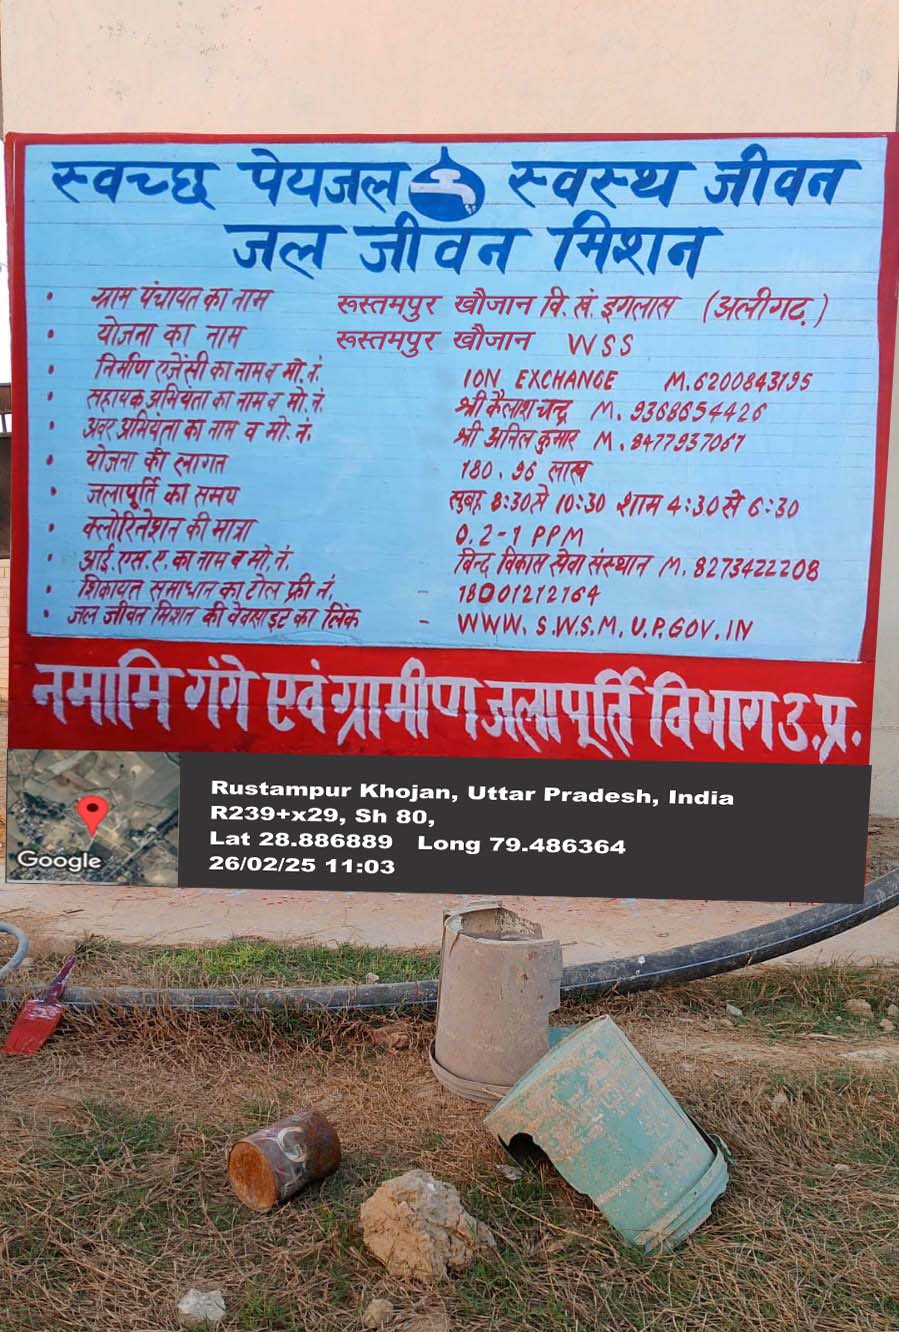 स्वच्छ पेयजल स्वस्थ जीवन
जल जीवन मिशन
• ग्राम पंचायत का नाम रूस्तमपुर खौजान वि. खं. इगलास (अलीगढ़)
• योजना का नाम रूस्तमपुर खौजान WSS
• निर्माण एजेंसी का नाम व मो. नं. ION EXCHANGE M.6200843195
• सहायक अभियंता का नाम व मो. नं. श्री कैलाश चन्द्र M. 9368654426
• अवर अभियंता का नाम व मो. नं. श्री अनिल कुमार M. 9477937067
• योजना की लागत 180.96 लाख
• जलापूर्ति का समय सुबह 8:30 से 10:30 शाम 4:30 से 6:30
• क्लोरिनेशन की मात्रा 0.2-1 PPM
• आई. एस. ए. का नाम व मो. नं. बिन्द विकास सेवा संस्थान M. 8273422208
• शिकायत समाधान का टोल फ्री नं. - 18001212164
• जल जीवन मिशन की वेवसाइट का लिंक - WWW.S.W.S.M.U.P.GOV.IN
नमामि गंगे एवं ग्रामीण जलापूर्ति विभाग उ.प्र.
Rustampur Khojan, Uttar Pradesh, India
R239+x29, Sh 80,
Lat 28.886889 Long 79.486364
26/02/25 11:03
Google